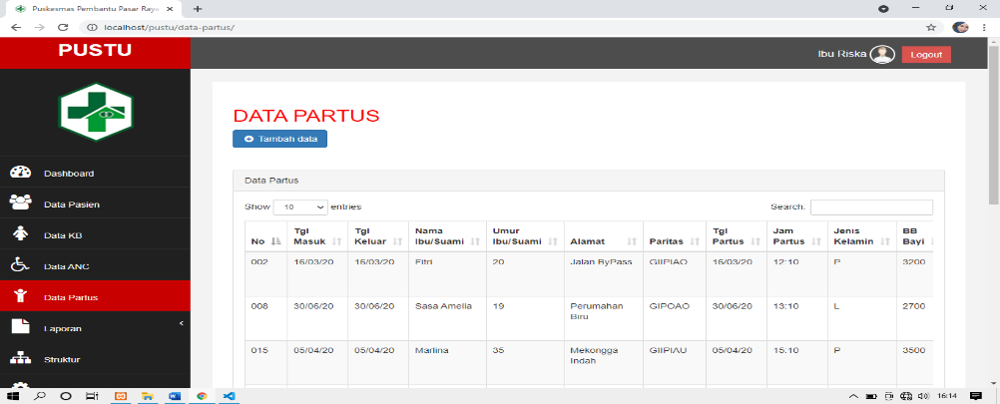 Puskesmas Pembantu Pasar Raya
localhost/pustu/data-partus/
PUSTU
Ibu Riska
Logout
Dashboard
Data Pasien
Data KB
Data ANC
Data Partus
Laporan
Struktur
DATA PARTUS
Tambah data
Data Partus
Show 10 entries
Search:
No Tgl Masuk Tgl Keluar Nama Ibu/Suami Umur Ibu/Suami Alamat Paritas Tgl Partus Jam Partus Jenis Kelamin BB Bayi
002 16/03/20 16/03/20 Fitri 20 Jalan ByPass GIIPIAO 16/03/20 12:10 P 3200
008 30/06/20 30/06/20 Sasa Amelia 19 Perumahan Biru GIPOAO 30/06/20 13:10 L 2700
015 05/04/20 05/04/20 Marlina 35 Mekongga Indah GIIPIAU 05/04/20 15:10 P 3500
16:14